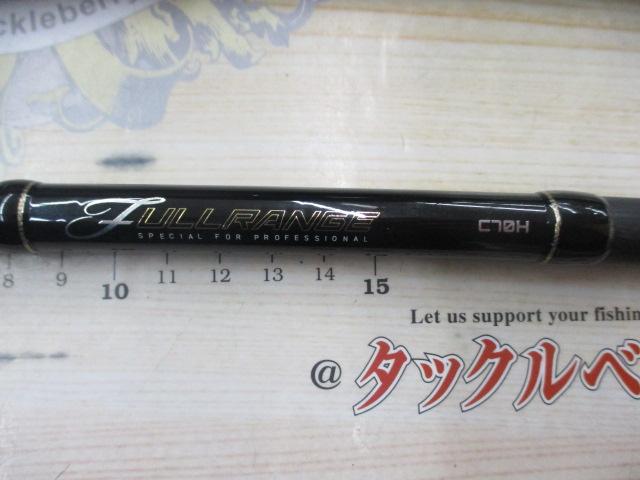 ckleberry
FULLRANGE
SPECIAL FOR PROFESSIONAL
C70H
8 9 10 11 12 13 14 15
Let us support your fishin
@タックルベ